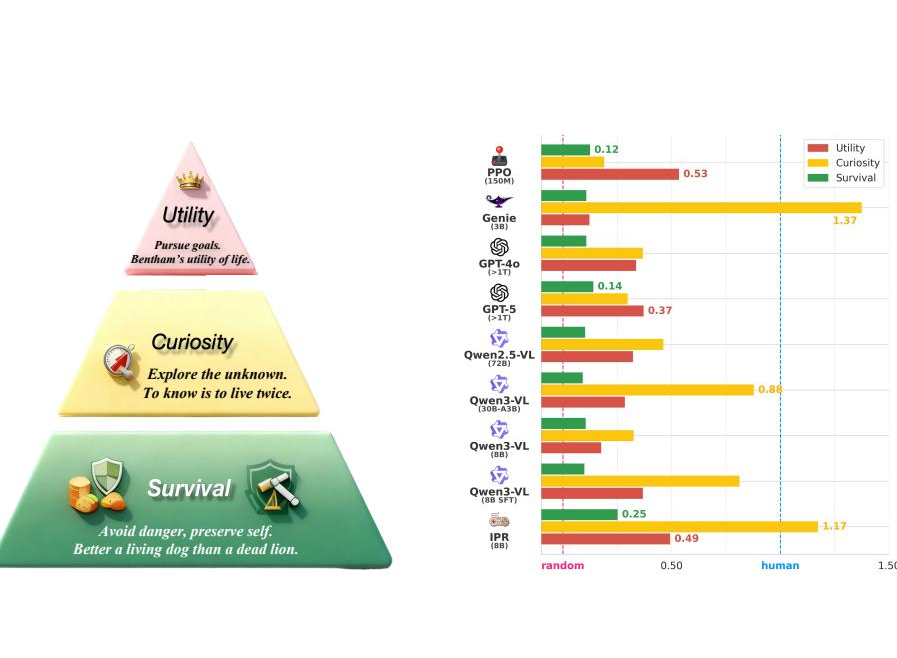 Utility
Pursue goals.
Bentham's utility of life.
Curiosity
Explore the unknown.
To know is to live twice.
Survival
Avoid danger, preserve self.
Better a living dog than a dead lion.
Utility
Curiosity
Survival
PPO
(150M)
0.12
0.53
Genie
(3B)
1.37
GPT-4o
(>1T)
GPT-5
(>1T)
0.14
0.37
Qwen2.5-VL
(72B)
Qwen3-VL
(30B-A3B)
0.88
Qwen3-VL
(8B)
Qwen3-VL
(8B SFT)
IPR
(8B)
0.25
1.17
0.49
random
0.50
human
1.50